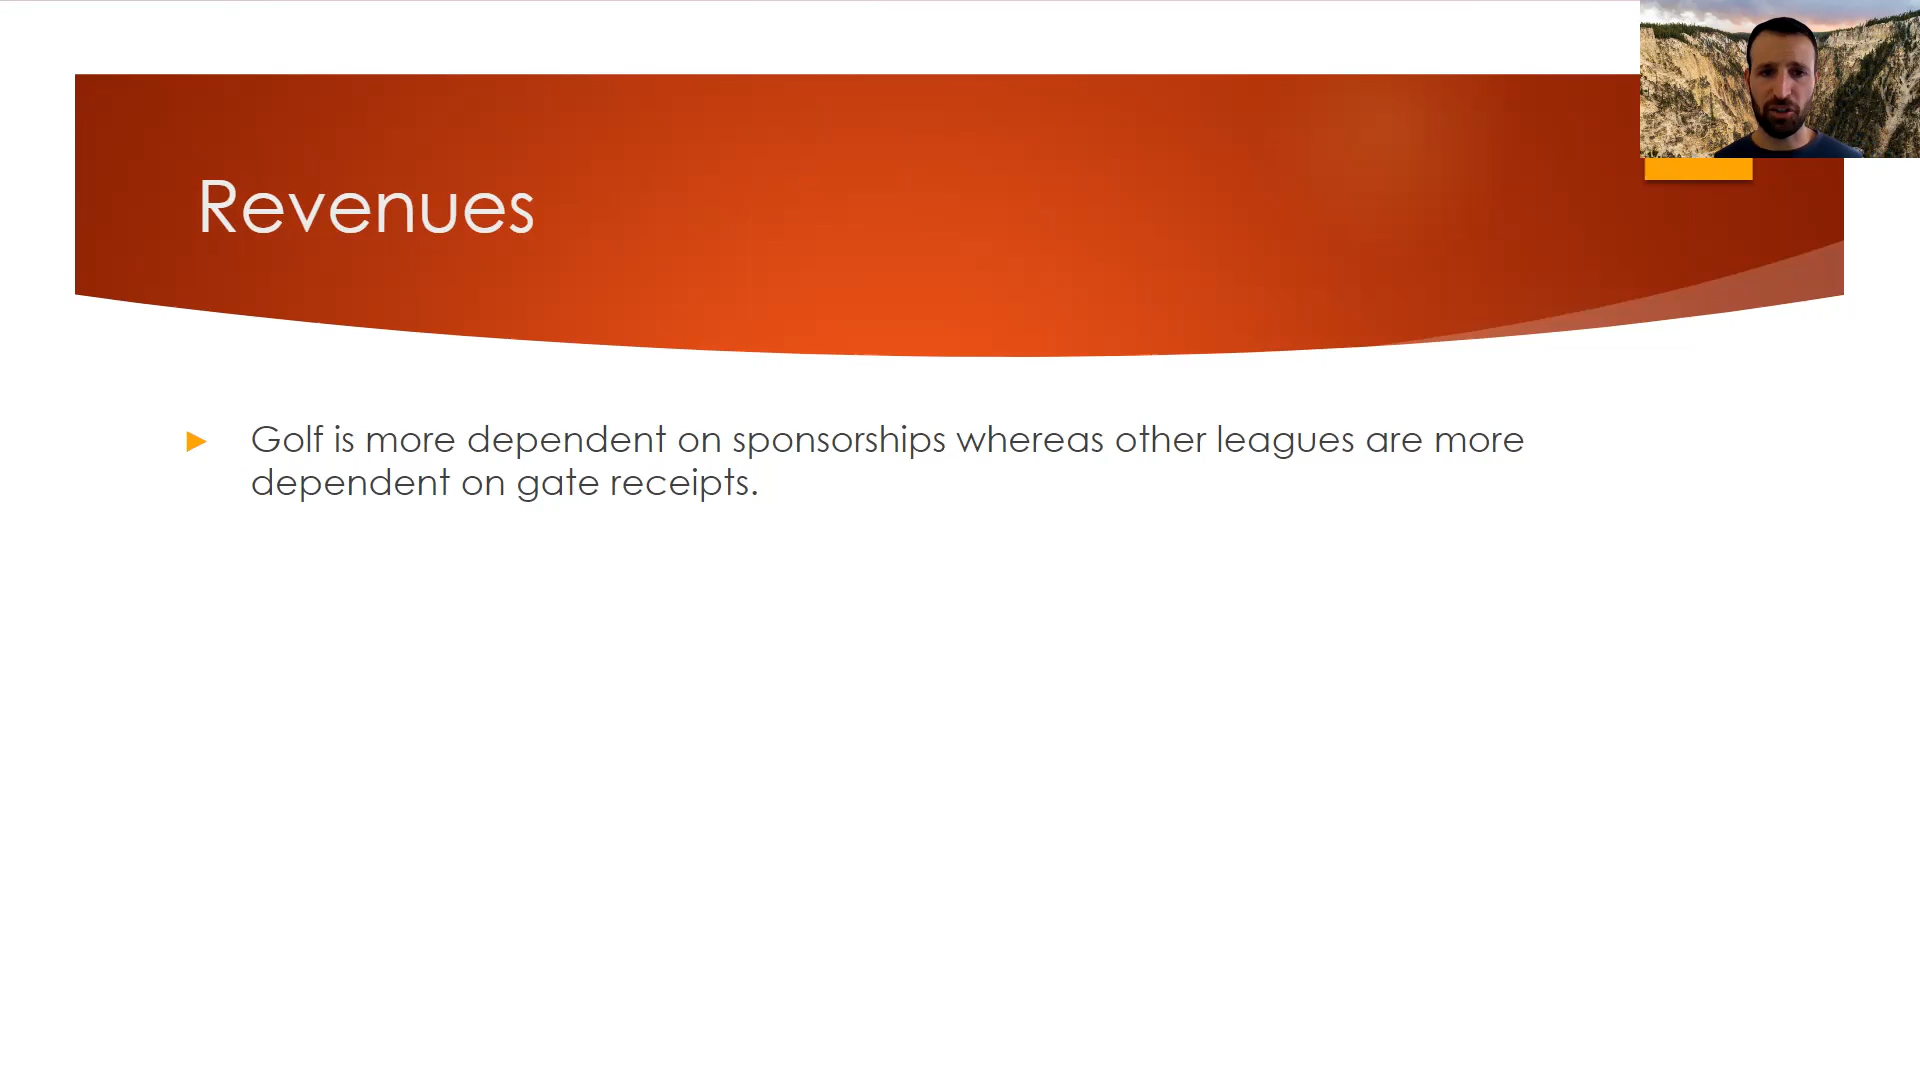 Revenues
Golf is more dependent on sponsorships whereas other leagues are more
dependent on gate receipts.